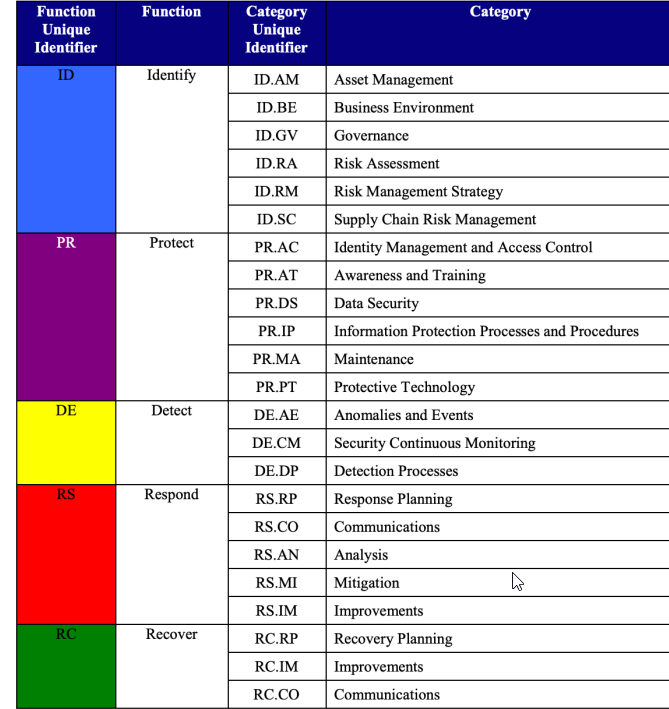 Function Unique Identifier Function Category Unique Identifier Category
ID Identify ID.AM Asset Management
ID.BE Business Environment
ID.GV Governance
ID.RA Risk Assessment
ID.RM Risk Management Strategy
ID.SC Supply Chain Risk Management
PR Protect PR.AC Identity Management and Access Control
PR.AT Awareness and Training
PR.DS Data Security
PR.IP Information Protection Processes and Procedures
PR.MA Maintenance
PR.PT Protective Technology
DE Detect DE.AE Anomalies and Events
DE.CM Security Continuous Monitoring
DE.DP Detection Processes
RS Respond RS.RP Response Planning
RS.CO Communications
RS.AN Analysis
RS.MI Mitigation
RS.IM Improvements
RC Recover RC.RP Recovery Planning
RC.IM Improvements
RC.CO Communications